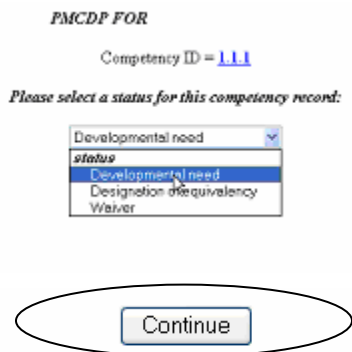 PMCDP FOR
Competency ID = 1.1.1
Please select a status for this competency record:
Developmental need
status
Developmental need
Designation of equivalency
Waiver
Continue